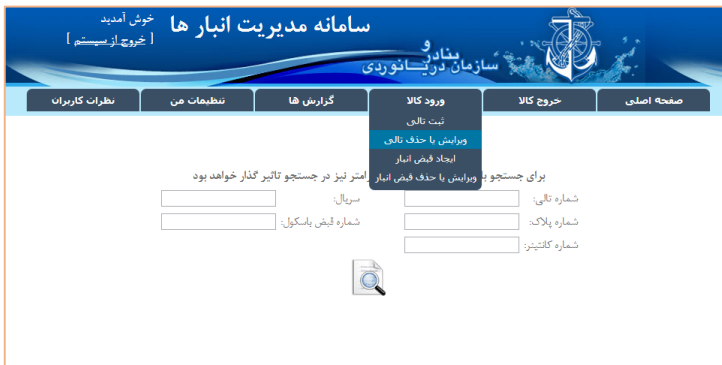 سامانه مدیریت انبار ها
خوش آمدید
[ خروج از سیستم ]
سازمان بنادر و دریانوردی
صفحه اصلی
خروج کالا
ورود کالا
گزارش ها
تنظیمات من
نظرات کاربران
ثبت تالی
ویرایش یا حذف تالی
ایجاد قبض انبار
ویرایش یا حذف قبض انبار
برای جستجو
نیز در جستجو تاثیر گذار خواهد بود
شماره تالی:
سریال:
شماره پلاک:
شماره قبض باسکول:
شماره کانتینر: